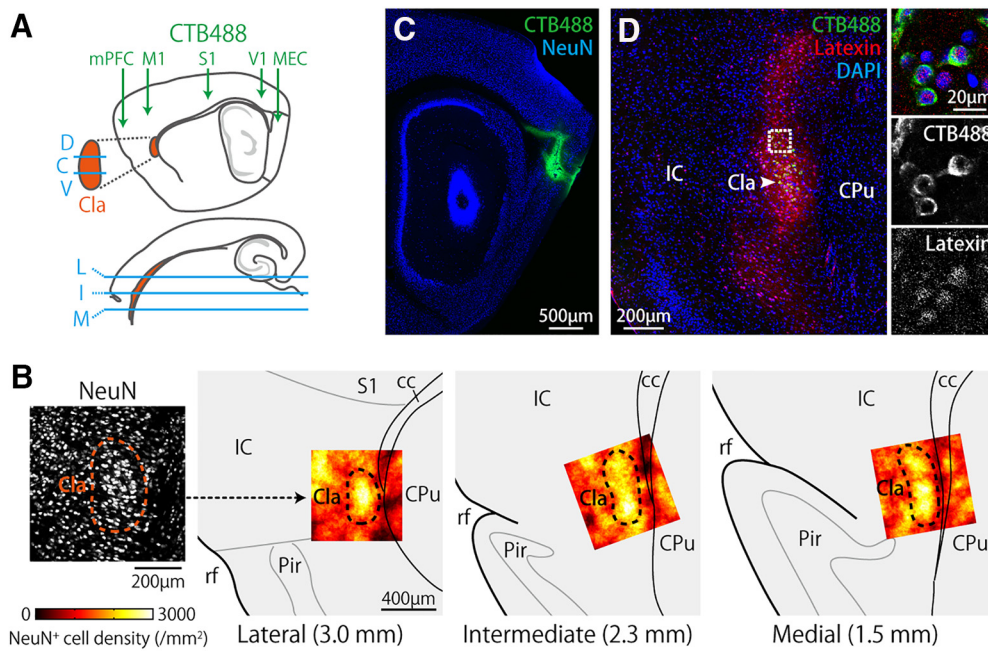 A
CTB488
mPFC M1 S1 V1 MEC
D
C
V
Cla
L
I
M
C
CTB488
NeuN
500μm
D
CTB488
Latexin
DAPI
IC
Cla
CPu
200μm
20μm
CTB488
Latexin
B
NeuN
Cla
200μm
0 3000
NeuN+ cell density (/mm²)
S1
cc
IC
Cla
CPu
Pir
rf
400μm
Lateral (3.0 mm)
IC
cc
Cla
rf
Pir
CPu
Intermediate (2.3 mm)
cc
IC
rf
Cla
Pir
CPu
Medial (1.5 mm)